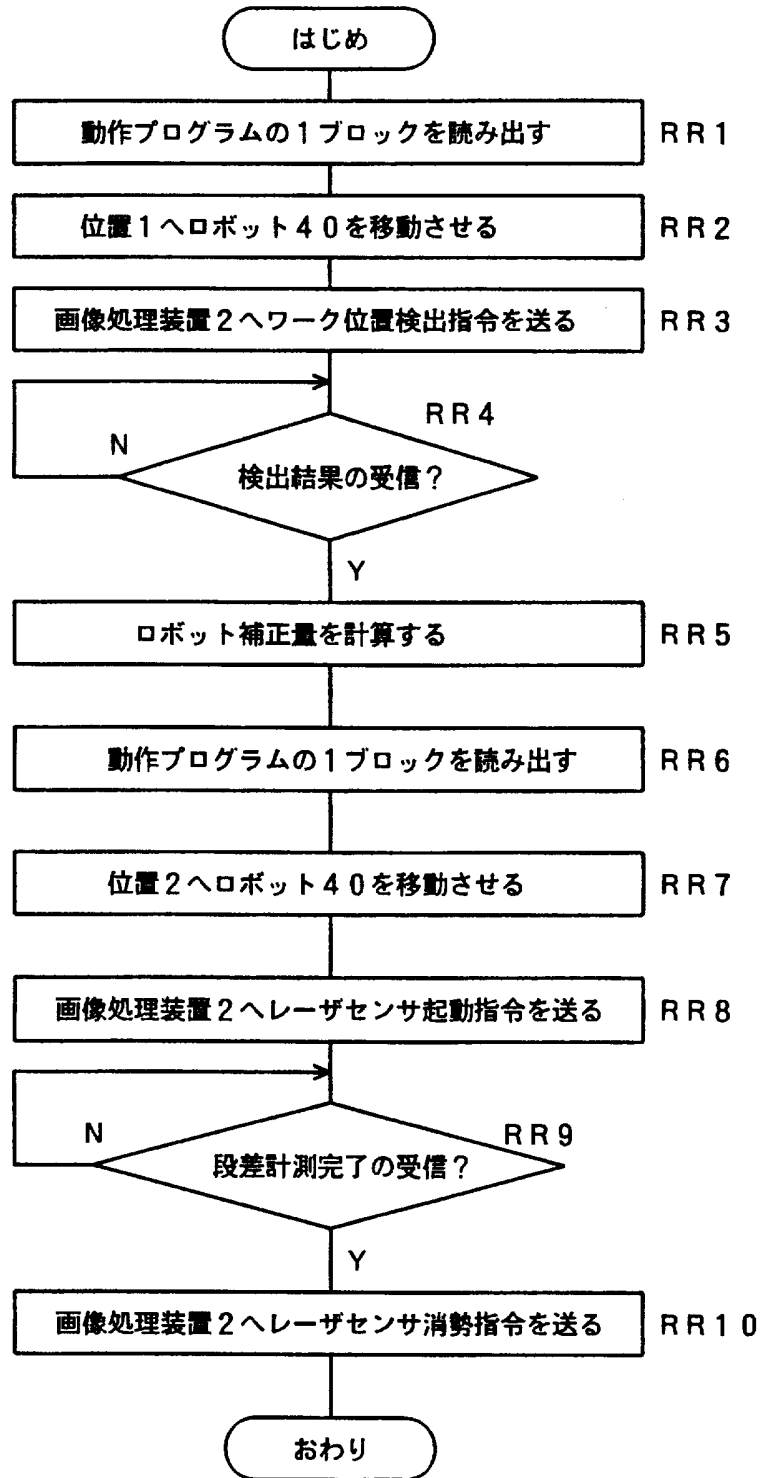 はじめ
動作プログラムの1ブロックを読み出す RR1
位置1へロボット40を移動させる RR2
画像処理装置2へワーク位置検出指令を送る RR3
RR4
N
検出結果の受信?
Y
ロボット補正量を計算する RR5
動作プログラムの1ブロックを読み出す RR6
位置2へロボット40を移動させる RR7
画像処理装置2へレーザセンサ起動指令を送る RR8
N
RR9
段差計測完了の受信?
Y
画像処理装置2へレーザセンサ消勢指令を送る RR10
おわり